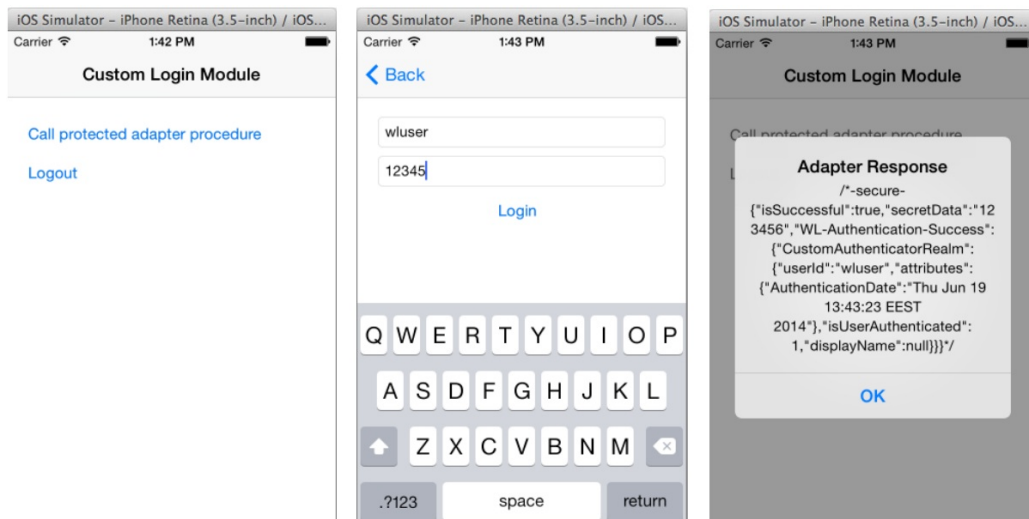 iOS Simulator – iPhone Retina (3.5–inch) / iOS...
Carrier
1:42 PM
Custom Login Module
Call protected adapter procedure
Logout
iOS Simulator – iPhone Retina (3.5–inch) / iOS...
Carrier
1:43 PM
Back
wluser
12345
Login
Q W E R T Y U I O P
A S D F G H J K L
Z X C V B N M
.?123 space return
iOS Simulator – iPhone Retina (3.5–inch) / iOS...
Carrier
1:43 PM
Custom Login Module
Call protected adapter procedure
Adapter Response
/*-secure-
{"isSuccessful":true,"secretData":"12
3456","WL-Authentication-Success":
{"CustomAuthenticatorRealm":
{"userId":"wluser","attributes":
{"AuthenticationDate":"Thu Jun 19
13:43:23 EEST
2014"},"isUserAuthenticated":
1,"displayName":null}}}*/
OK